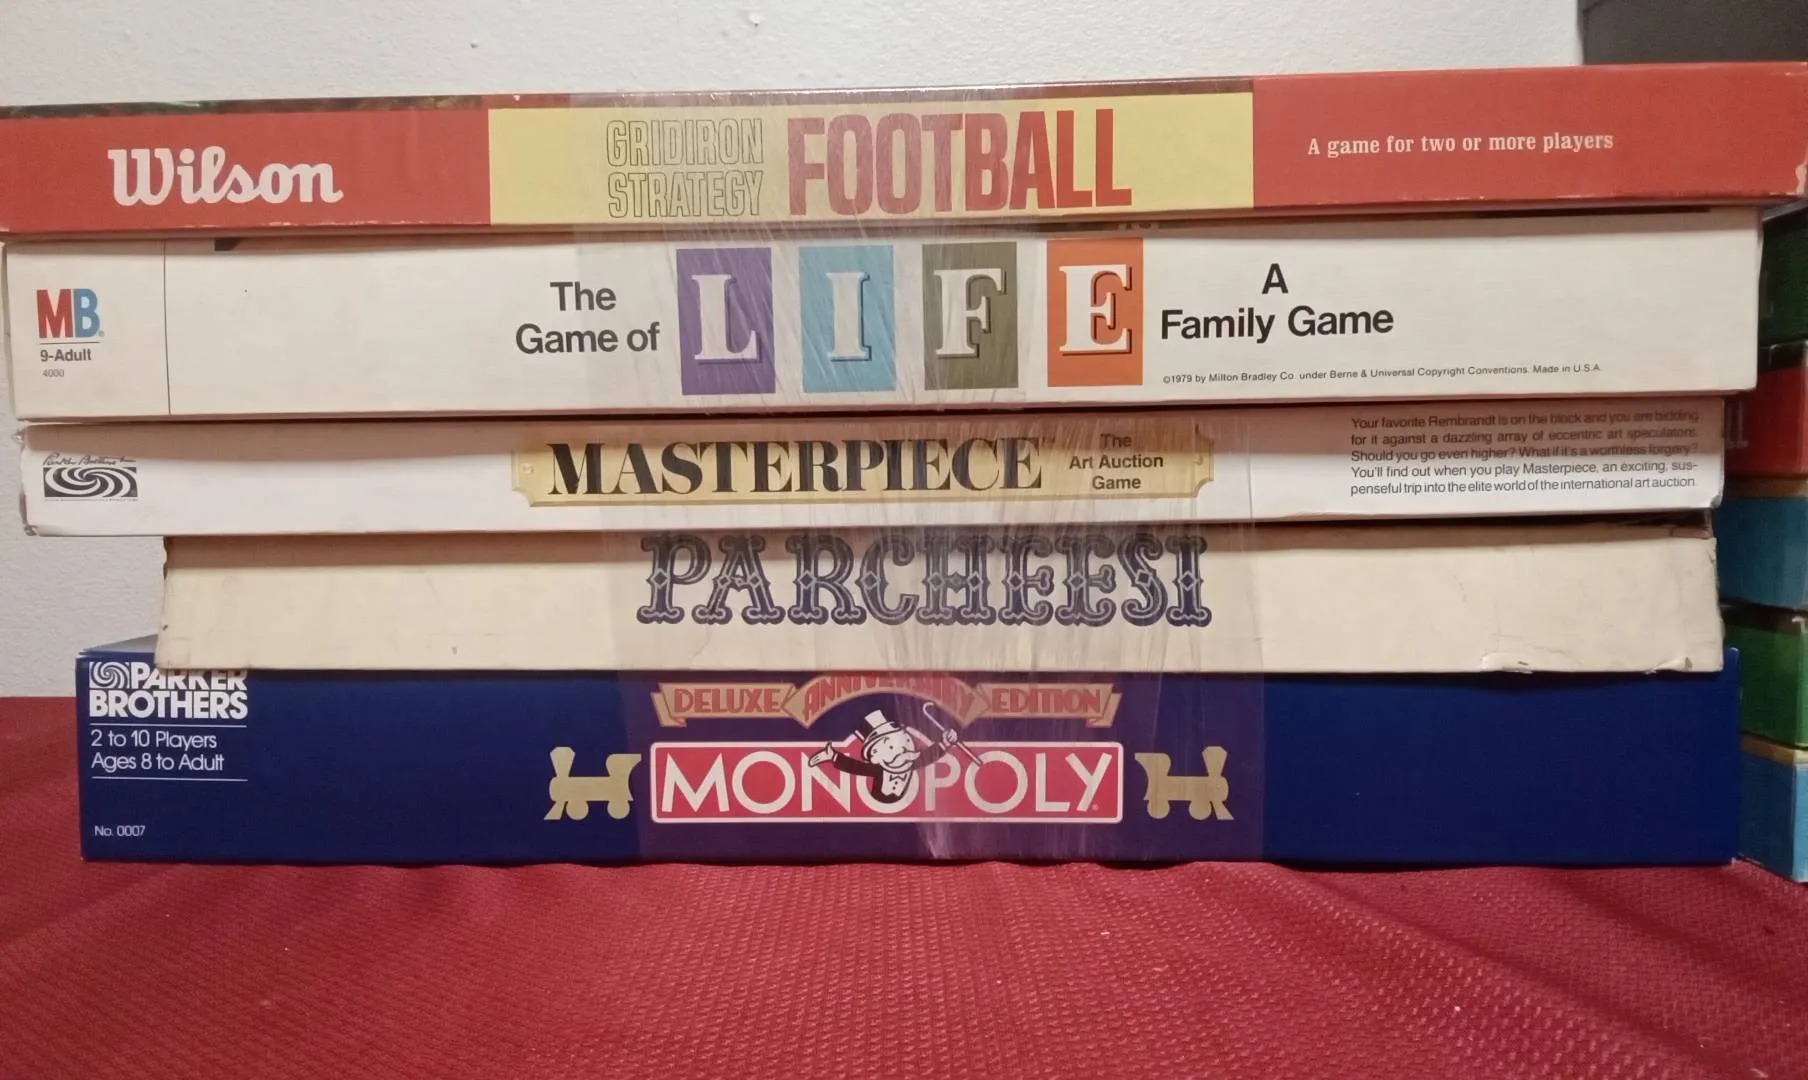 Wilson
GRIDIRON
STRATEGY
FOOTBALL
A game for two or more players
MB
9-Adult
4000
The
Game of
LIFE
A
Family Game
©1979 by Milton Bradley Co. under Berne & Universal Copyright Conventions. Made in U.S.A.
Parker Brothers
MASTERPIECE™
The
Art Auction
Game
Your favorite Rembrandt is on the block and you are bidding
for it against a dazzling array of eccentric art speculators.
Should you go even higher? What if it's a worthless forgery?
You'll find out when you play Masterpiece, an exciting, sus-
penseful trip into the elite world of the international art auction.
PARCHEESI
PARKER
BROTHERS
2 to 10 Players
Ages 8 to Adult
No. 0007
DELUXE ANNIVERSARY EDITION
MONOPOLY